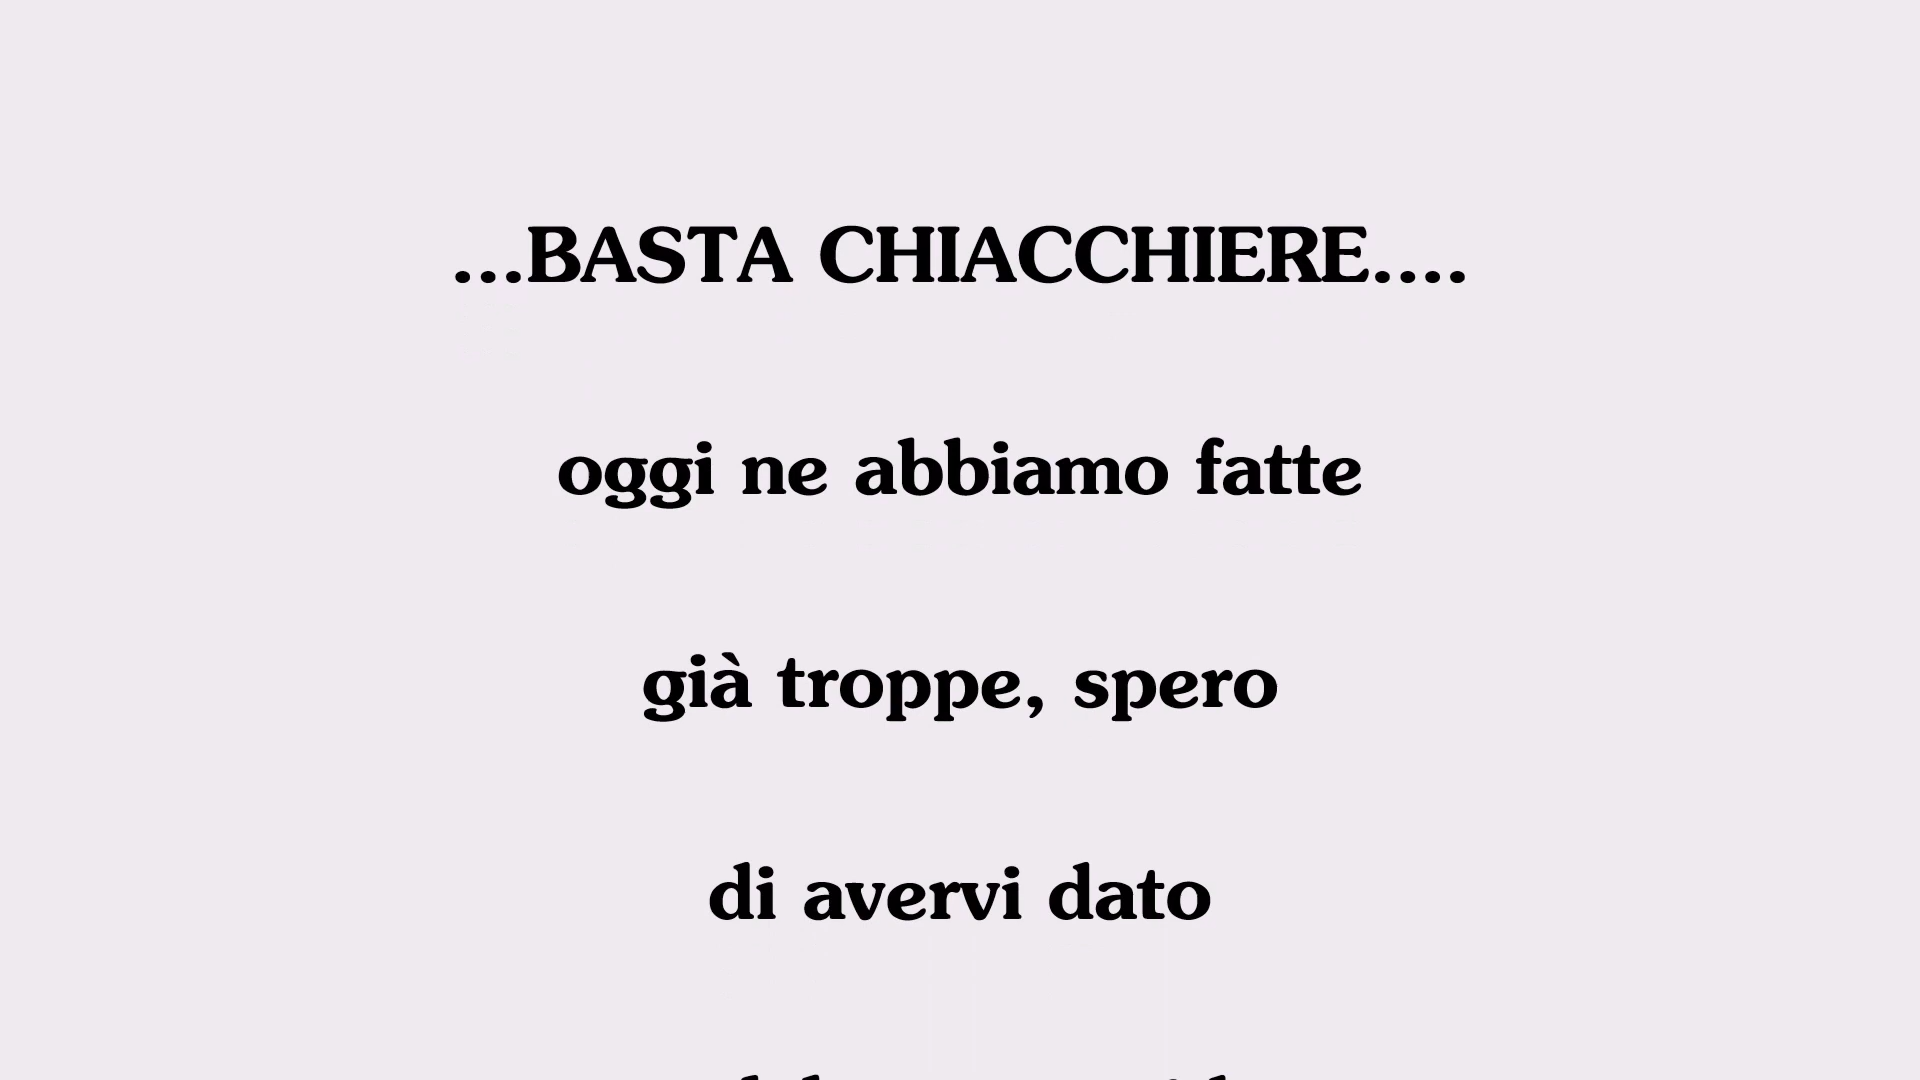 ...BASTA CHIACCHIERE....
oggi ne abbiamo fatte
già troppe, spero
di avervi dato